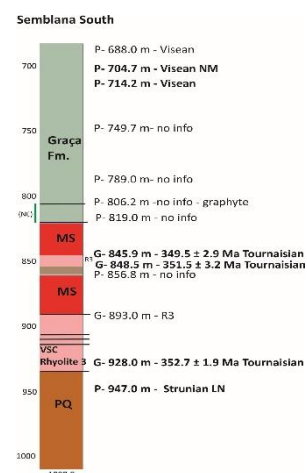 Semblana South
P- 688.0 m - Visean
700
P- 704.7 m - Visean NM
P- 714.2 m - Visean
750
P- 749.7 m- no info
Graça
Fm.
P- 789.0 m - no info
800
P- 806.2 m -no info - graphyte
(NC)
P- 819.0 m - no info
MS
G- 845.9 m - 349.5 ± 2.9 Ma Tournaisian
850
R3
G- 848.5 m - 351.5 ± 3.2 Ma Tournaisian
P- 856.8 m - no info
MS
G- 893.0 m - R3
900
VSC
Rhyolite 3
G- 928.0 m - 352.7 ± 1.9 Ma Tournaisian
950
P- 947.0 m - Strunian LN
PQ
1000